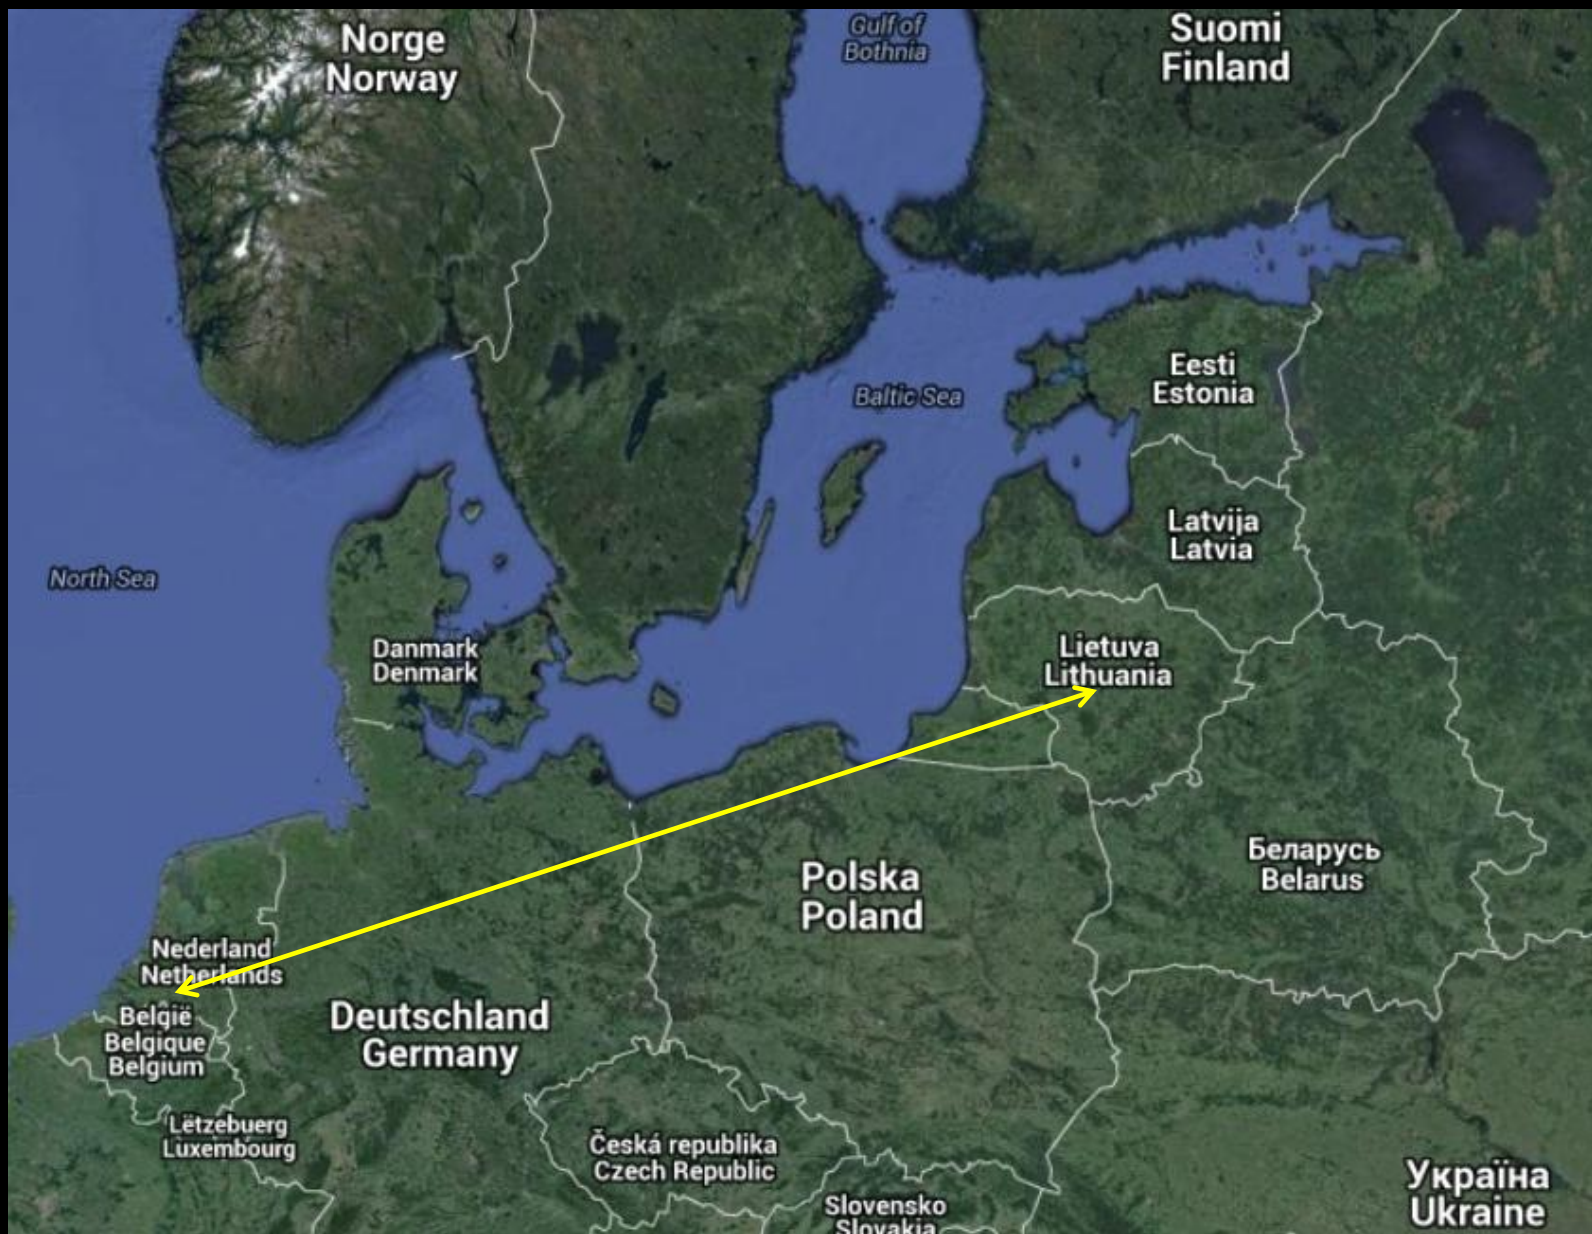 Norge
Norway
Gulf of
Bothnia
Suomi
Finland
Eesti
Estonia
Baltic Sea
Latvija
Latvia
North Sea
Danmark
Denmark
Lietuva
Lithuania
Беларусь
Belarus
Polska
Poland
Nederland
Netherlands
België
Belgique
Belgium
Deutschland
Germany
Lëtzebuerg
Luxembourg
Česká republika
Czech Republic
Slovensko
Slovakia
Україна
Ukraine